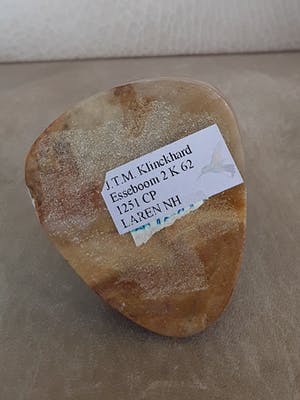 J.T.M. Klinckhard
Esseboom 2 K 62
1251 CP
LAREN NH